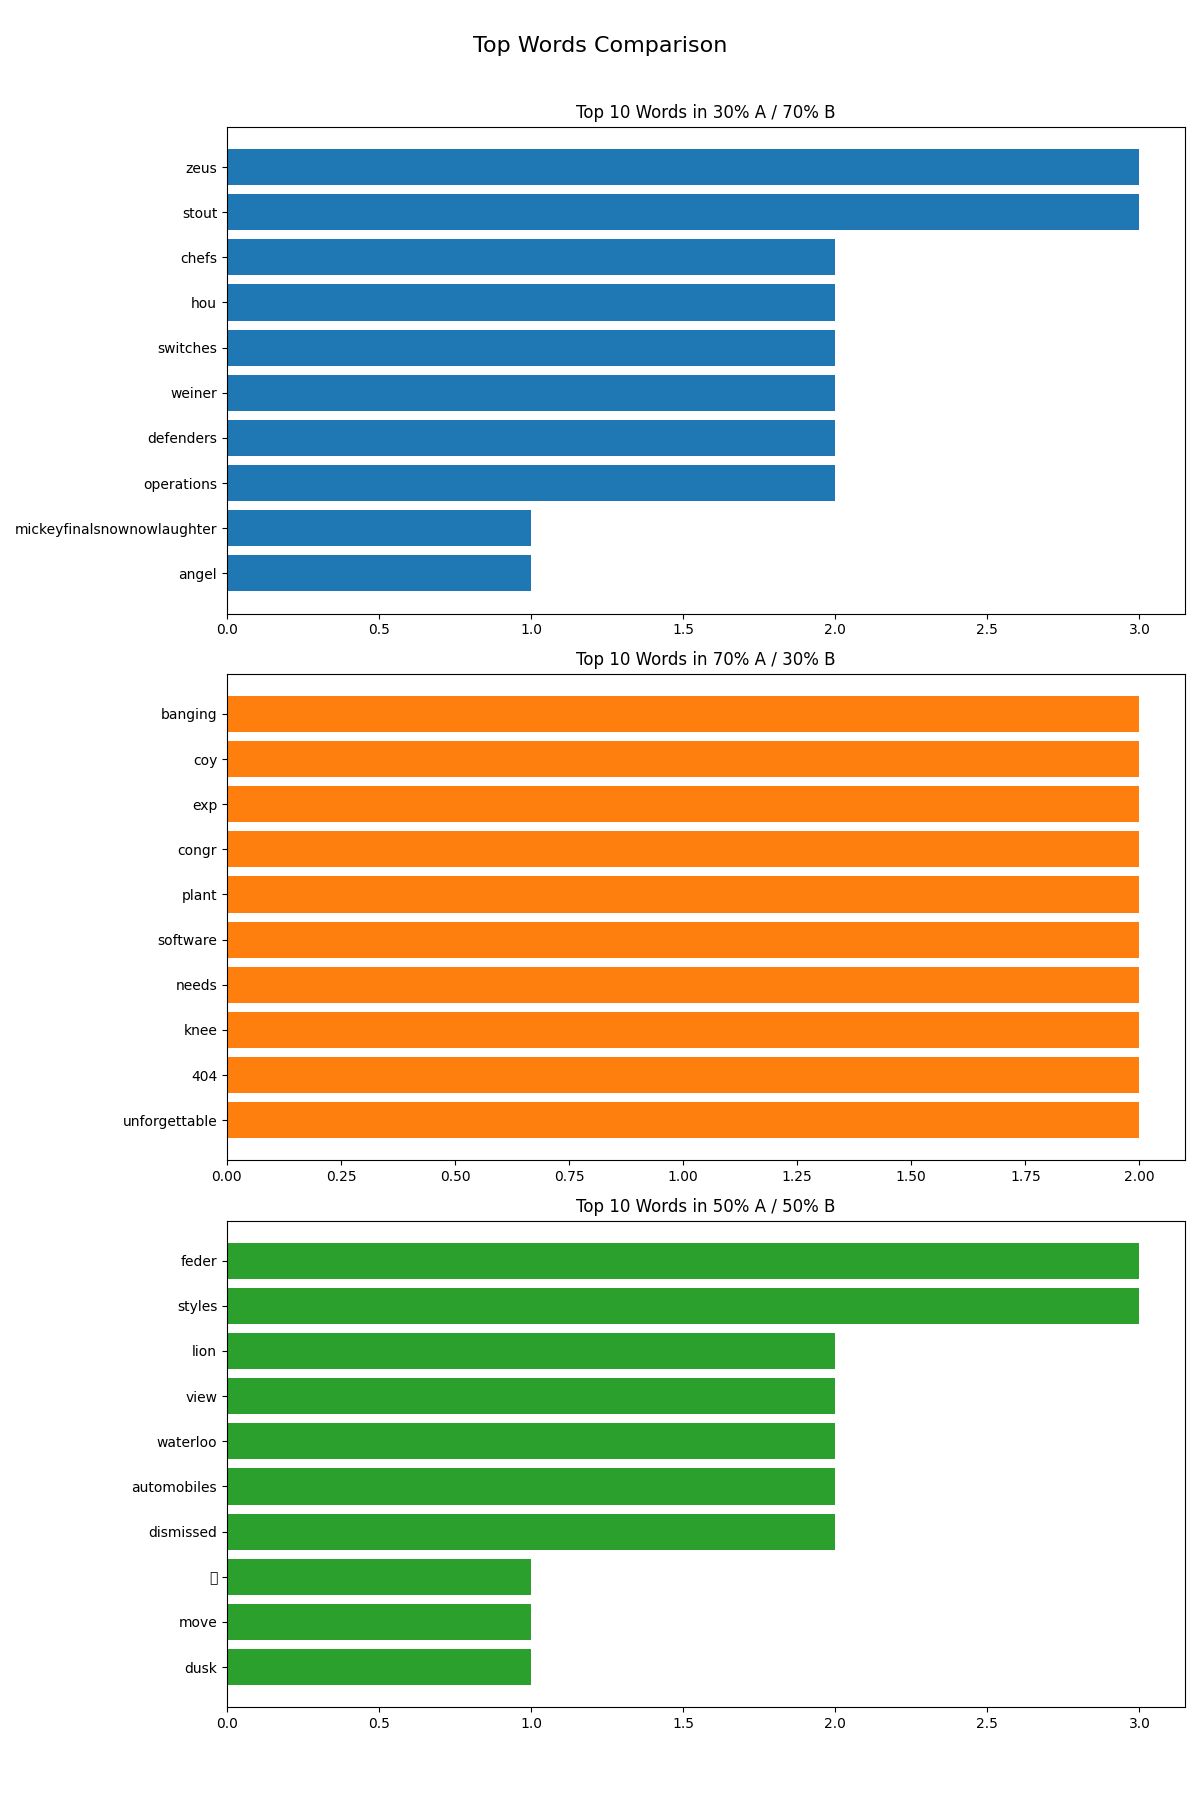 Top Words Comparison
Top 10 Words in 30% A / 70% B
zeus
stout
chefs
hou
switches
weiner
defenders
operations
mickeyfinalsnownowlaughter
angel
0.0 0.5 1.0 1.5 2.0 2.5 3.0
Top 10 Words in 70% A / 30% B
banging
coy
exp
congr
plant
software
needs
knee
404
unforgettable
0.00 0.25 0.50 0.75 1.00 1.25 1.50 1.75 2.00
Top 10 Words in 50% A / 50% B
feder
styles
lion
view
waterloo
automobiles
dismissed
move
dusk
0.0 0.5 1.0 1.5 2.0 2.5 3.0